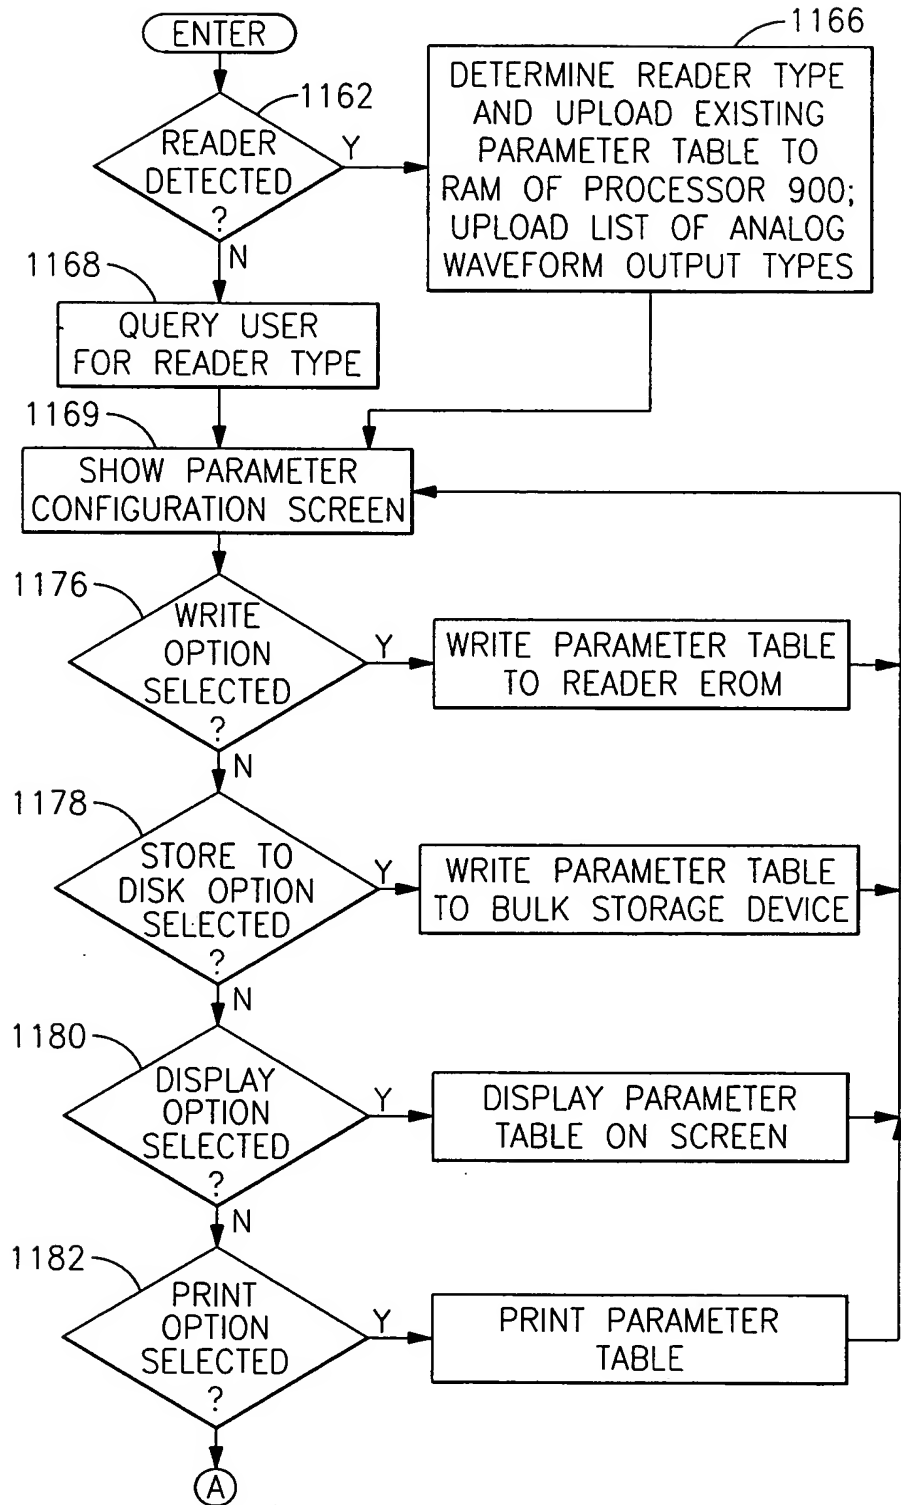 ENTER
1166
1162
DETERMINE READER TYPE
AND UPLOAD EXISTING
PARAMETER TABLE TO
RAM OF PROCESSOR 900;
UPLOAD LIST OF ANALOG
WAVEFORM OUTPUT TYPES
READER
DETECTED
?
Y
N
1168
QUERY USER
FOR READER TYPE
1169
SHOW PARAMETER
CONFIGURATION SCREEN
1176
WRITE
OPTION
SELECTED
?
Y
WRITE PARAMETER TABLE
TO READER EROM
N
1178
STORE TO
DISK OPTION
SELECTED
?
Y
WRITE PARAMETER TABLE
TO BULK STORAGE DEVICE
N
1180
DISPLAY
OPTION
SELECTED
?
Y
DISPLAY PARAMETER
TABLE ON SCREEN
N
1182
PRINT
OPTION
SELECTED
?
Y
PRINT PARAMETER
TABLE
A